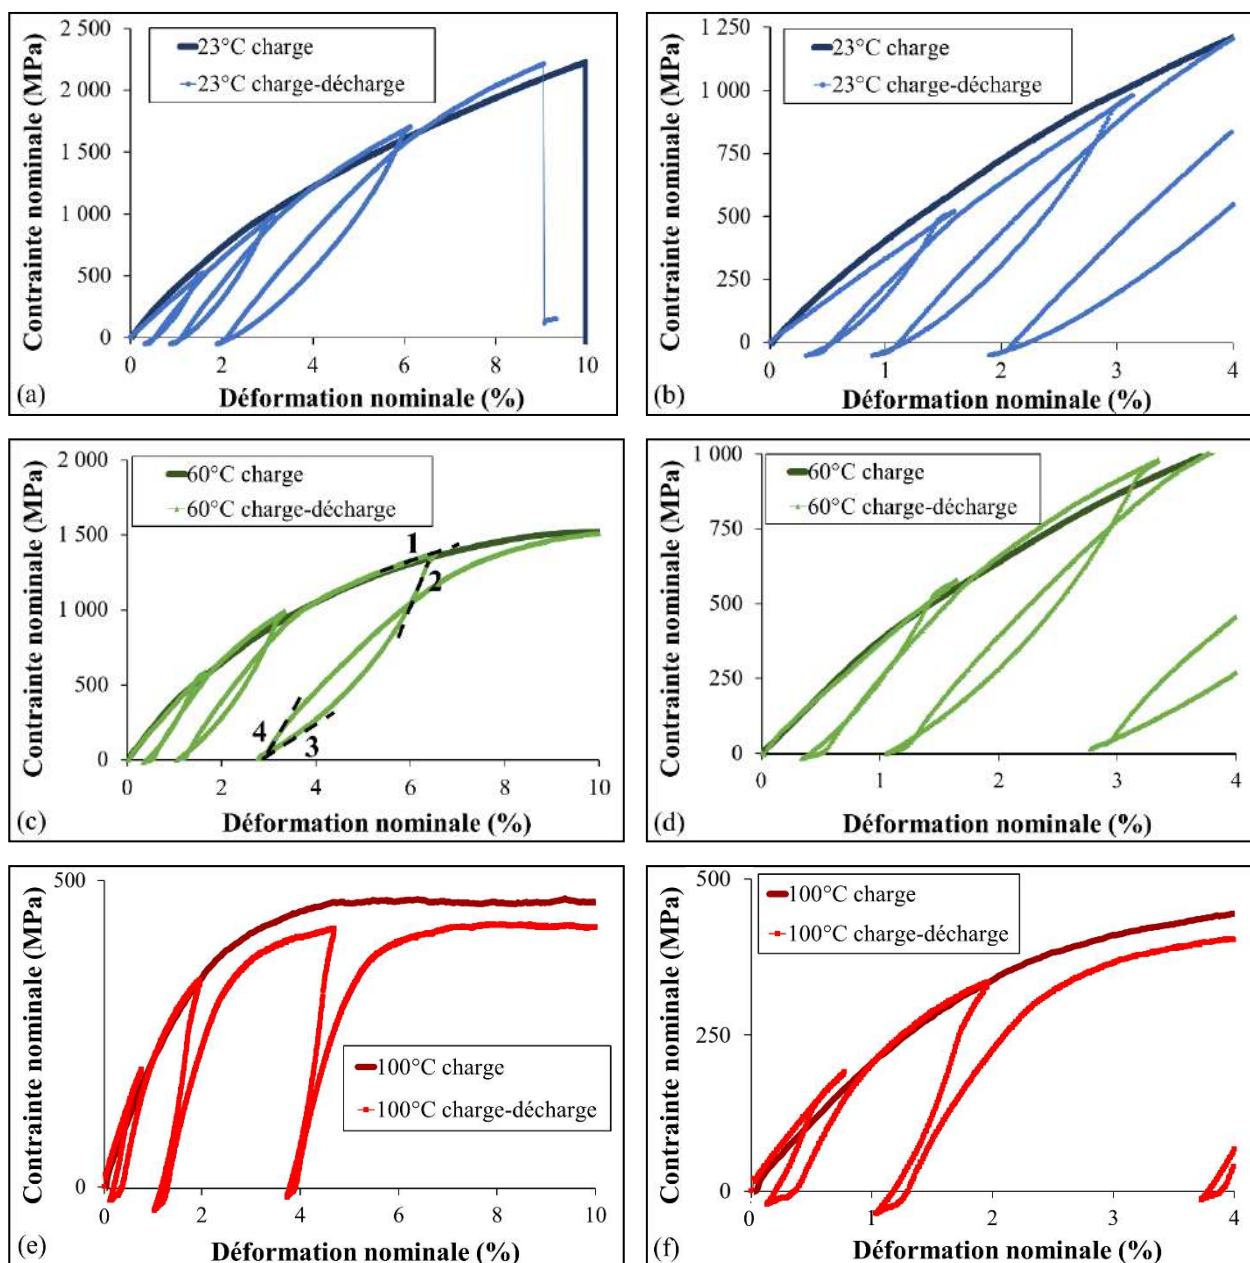 Contrainte nominale (MPa)
2 500
2 000
1 500
1 000
500
0
23°C charge
23°C charge-décharge
0 2 4 6 8 10
Déformation nominale (%)
(a)
Contrainte nominale (MPa)
1 250
1 000
750
500
250
0
23°C charge
23°C charge-décharge
0 1 2 3 4
Déformation nominale (%)
(b)
Contrainte nominale (MPa)
2 000
1 500
1 000
500
0
60°C charge
60°C charge-décharge
1
2
4
3
0 2 4 6 8 10
Déformation nominale (%)
(c)
Contrainte nominale (MPa)
1 000
750
500
250
0
60°C charge
60°C charge-décharge
0 1 2 3 4
Déformation nominale (%)
(d)
Contrainte nominale (MPa)
500
0
100°C charge
100°C charge-décharge
0 2 4 6 8 10
Déformation nominale (%)
(e)
Contrainte nominale (MPa)
500
250
0
100°C charge
100°C charge-décharge
0 1 2 3 4
Déformation nominale (%)
(f)